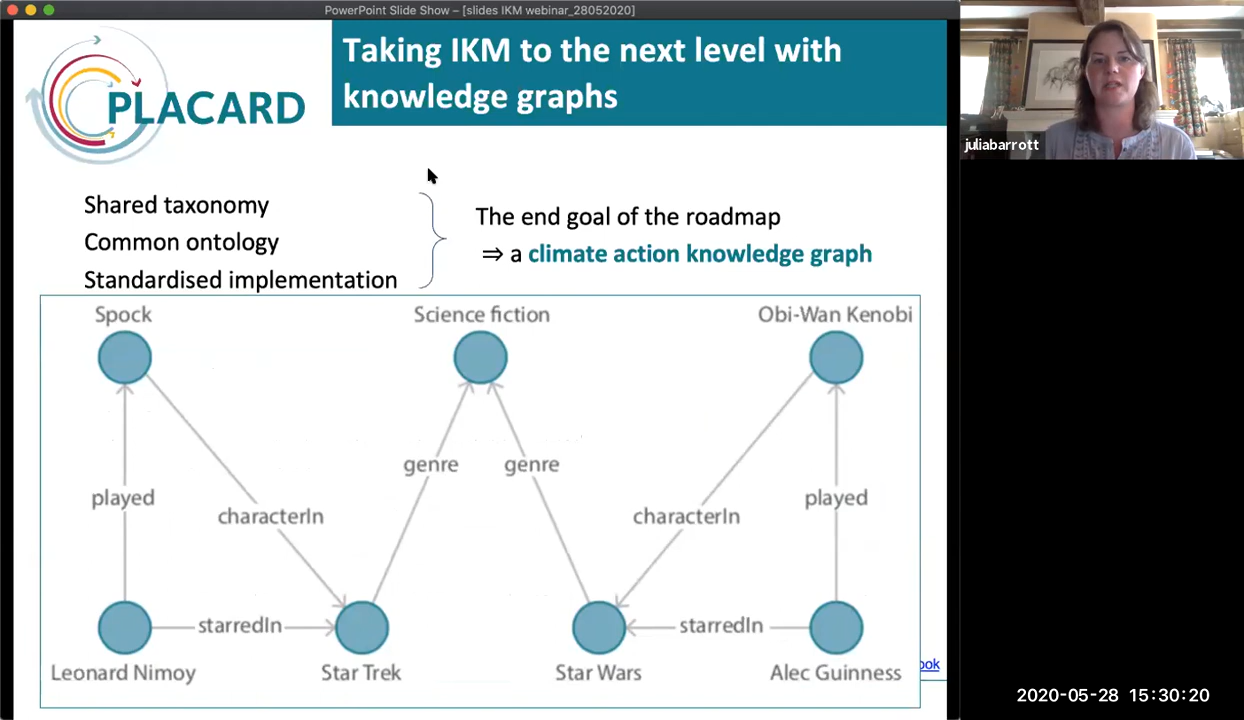 PowerPoint Slide Show – [slides IKM webinar_28052020]
PLACARD
Taking IKM to the next level with
knowledge graphs
juliabarrott
Shared taxonomy
Common ontology
Standardised implementation
The end goal of the roadmap
⇒ a climate action knowledge graph
Spock
Science fiction
Obi-Wan Kenobi
genre
genre
played
characterIn
characterIn
played
starredIn
starredIn
Leonard Nimoy
Star Trek
Star Wars
Alec Guinness
ook
2020-05-28 15:30:20